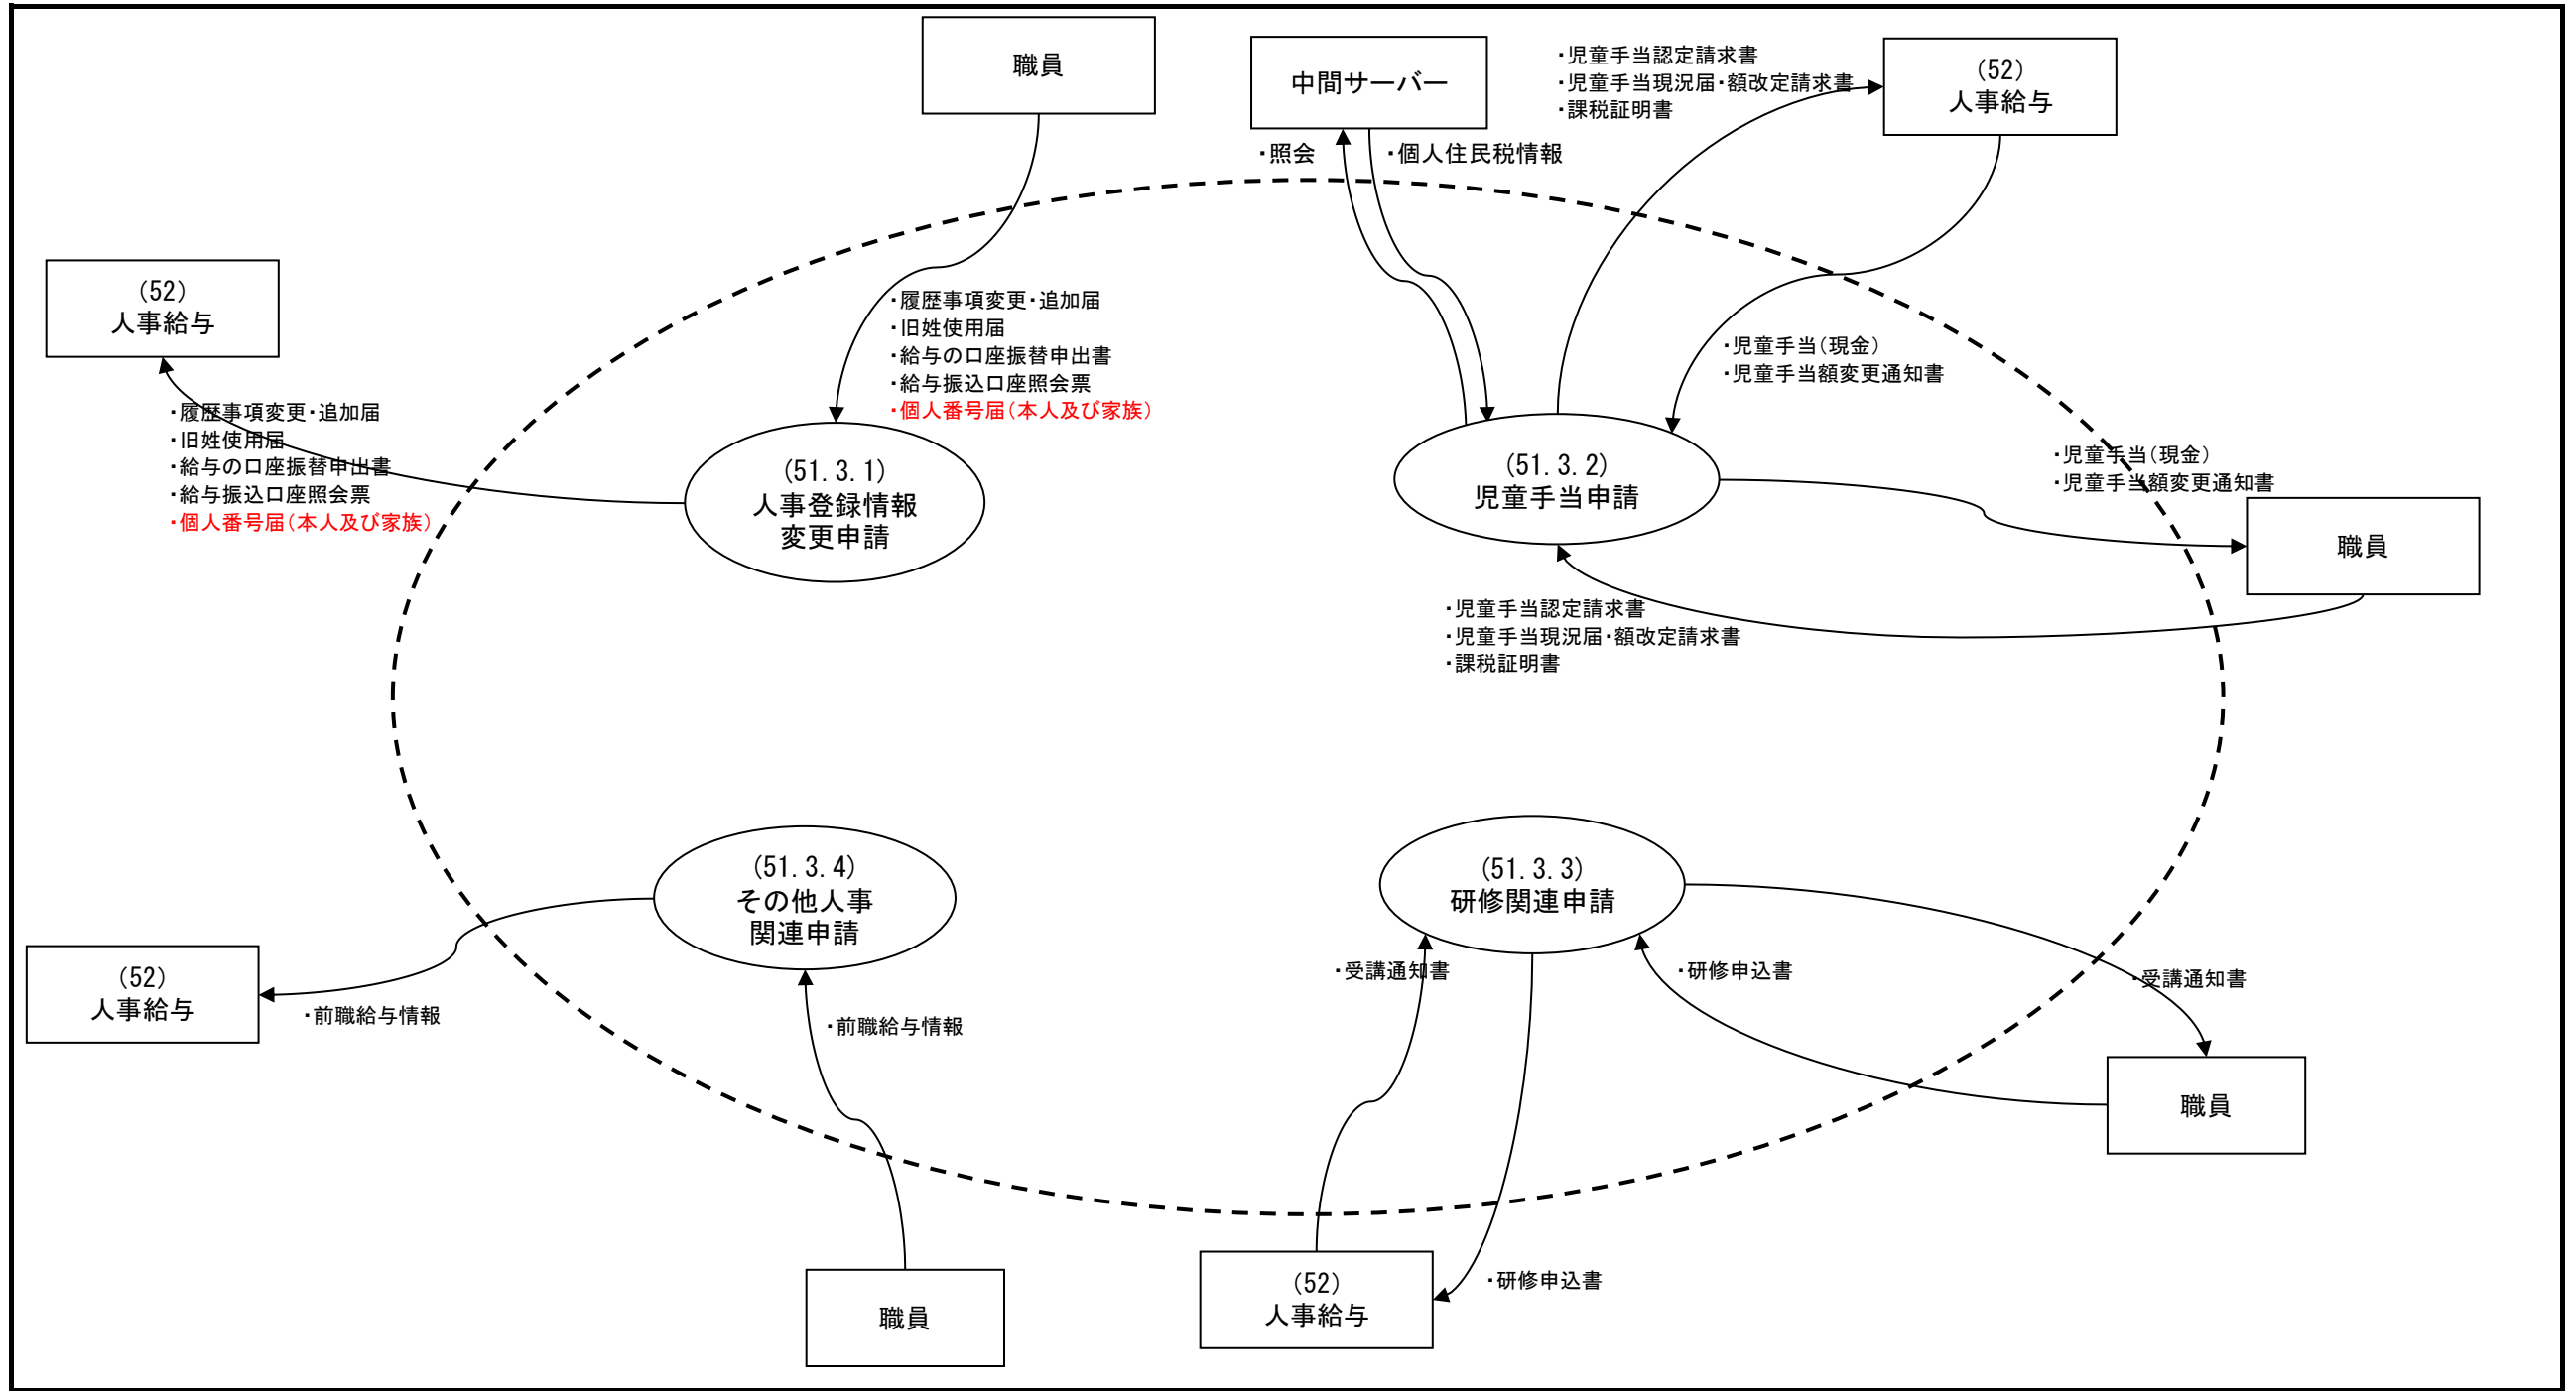 職員
中間サーバー
・児童手当認定請求書
・児童手当現況届・額改定請求書
・課税証明書
(52)
人事給与
・照会
・個人住民税情報
(52)
人事給与
・履歴事項変更・追加届
・旧姓使用届
・給与の口座振替申出書
・給与振込口座照会票
・個人番号届(本人及び家族)
・児童手当(現金)
・児童手当額変更通知書
・履歴事項変更・追加届
・旧姓使用届
・給与の口座振替申出書
・給与振込口座照会票
・個人番号届(本人及び家族)
(51.3.1)
人事登録情報
変更申請
(51.3.2)
児童手当申請
・児童手当(現金)
・児童手当額変更通知書
職員
・児童手当認定請求書
・児童手当現況届・額改定請求書
・課税証明書
(51.3.4)
その他人事
関連申請
(51.3.3)
研修関連申請
(52)
人事給与
・前職給与情報
・前職給与情報
・受講通知書
・研修申込書
・受講通知書
職員
職員
(52)
人事給与
・研修申込書